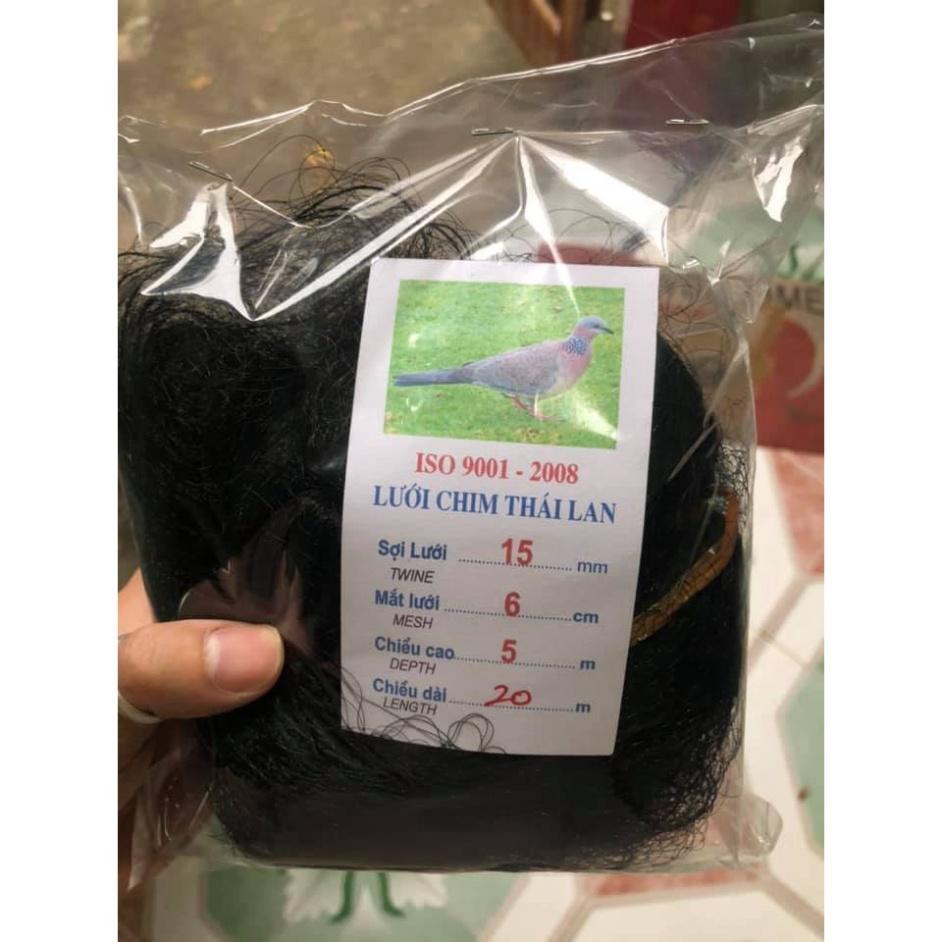 ISO 9001 - 2008
LƯỚI CHIM THÁI LAN
Sợi Lưới ........ 15 ........ mm
TWINE
Mắt lưới ........ 6 ........ cm
MESH
Chiều cao ........ 5 ........ m
DEPTH
Chiều dài ........ 20 ........ m
LENGTH